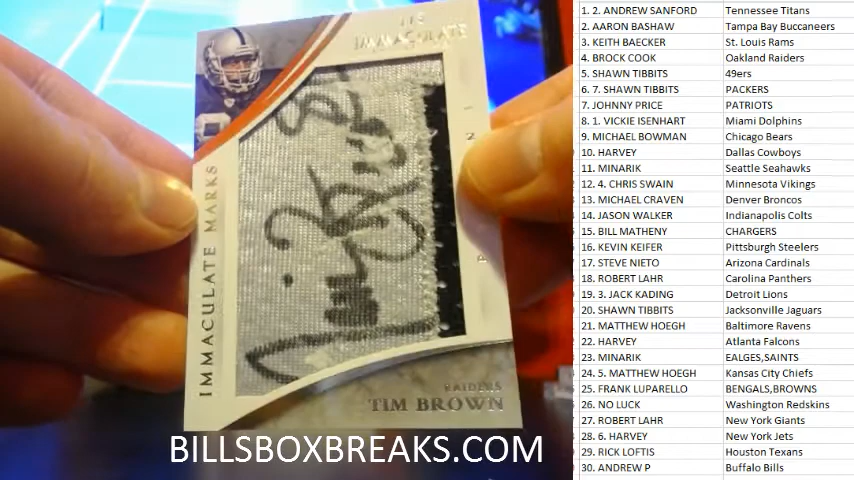 IMMACULATE
IMMACULATE MARKS
RAIDERS
TIM BROWN
BILLSBOXBREAKS.COM
1. 2. ANDREW SANFORD Tennessee Titans
2. AARON BASHAW Tampa Bay Buccaneers
3. KEITH BAECKER St. Louis Rams
4. BROCK COOK Oakland Raiders
5. SHAWN TIBBITS 49ers
6. 7. SHAWN TIBBITS PACKERS
7. JOHNNY PRICE PATRIOTS
8. 1. VICKIE ISENHART Miami Dolphins
9. MICHAEL BOWMAN Chicago Bears
10. HARVEY Dallas Cowboys
11. MINARIK Seattle Seahawks
12. 4. CHRIS SWAIN Minnesota Vikings
13. MICHAEL CRAVEN Denver Broncos
14. JASON WALKER Indianapolis Colts
15. BILL MATHENY CHARGERS
16. KEVIN KEIFER Pittsburgh Steelers
17. STEVE NIETO Arizona Cardinals
18. ROBERT LAHR Carolina Panthers
19. 3. JACK KADING Detroit Lions
20. SHAWN TIBBITS Jacksonville Jaguars
21. MATTHEW HOEGH Baltimore Ravens
22. HARVEY Atlanta Falcons
23. MINARIK EALGES,SAINTS
24. 5. MATTHEW HOEGH Kansas City Chiefs
25. FRANK LUPARELLO BENGALS,BROWNS
26. NO LUCK Washington Redskins
27. ROBERT LAHR New York Giants
28. 6. HARVEY New York Jets
29. RICK LOFTIS Houston Texans
30. ANDREW P Buffalo Bills